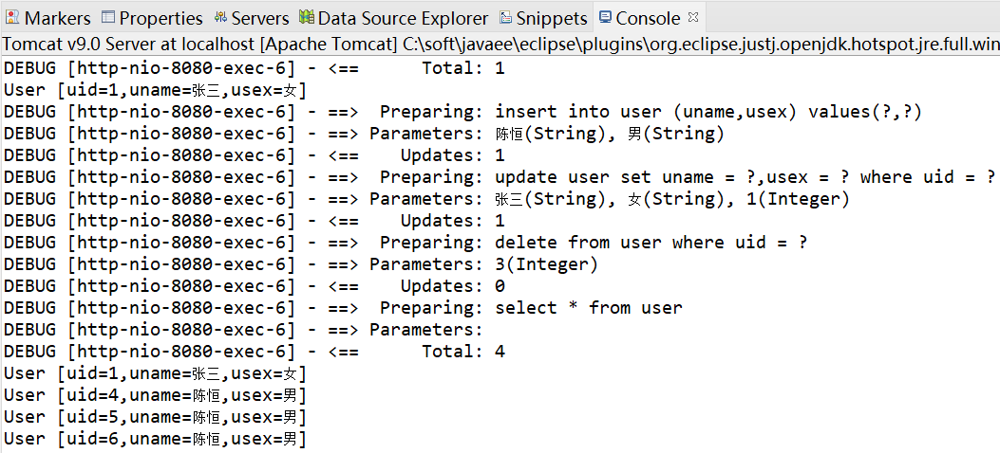 Markers Properties Servers Data Source Explorer Snippets Console
Tomcat v9.0 Server at localhost [Apache Tomcat] C:\soft\javaee\eclipse\plugins\org.eclipse.justj.openjdk.hotspot.jre.full.win
DEBUG [http-nio-8080-exec-6] - <==      Total: 1
User [uid=1,uname=张三,usex=女]
DEBUG [http-nio-8080-exec-6] - ==>  Preparing: insert into user (uname,usex) values(?,?)
DEBUG [http-nio-8080-exec-6] - ==> Parameters: 陈恒(String), 男(String)
DEBUG [http-nio-8080-exec-6] - <==    Updates: 1
DEBUG [http-nio-8080-exec-6] - ==>  Preparing: update user set uname = ?,usex = ? where uid = ?
DEBUG [http-nio-8080-exec-6] - ==> Parameters: 张三(String), 女(String), 1(Integer)
DEBUG [http-nio-8080-exec-6] - <==    Updates: 1
DEBUG [http-nio-8080-exec-6] - ==>  Preparing: delete from user where uid = ?
DEBUG [http-nio-8080-exec-6] - ==> Parameters: 3(Integer)
DEBUG [http-nio-8080-exec-6] - <==    Updates: 0
DEBUG [http-nio-8080-exec-6] - ==>  Preparing: select * from user
DEBUG [http-nio-8080-exec-6] - ==> Parameters:
DEBUG [http-nio-8080-exec-6] - <==      Total: 4
User [uid=1,uname=张三,usex=女]
User [uid=4,uname=陈恒,usex=男]
User [uid=5,uname=陈恒,usex=男]
User [uid=6,uname=陈恒,usex=男]